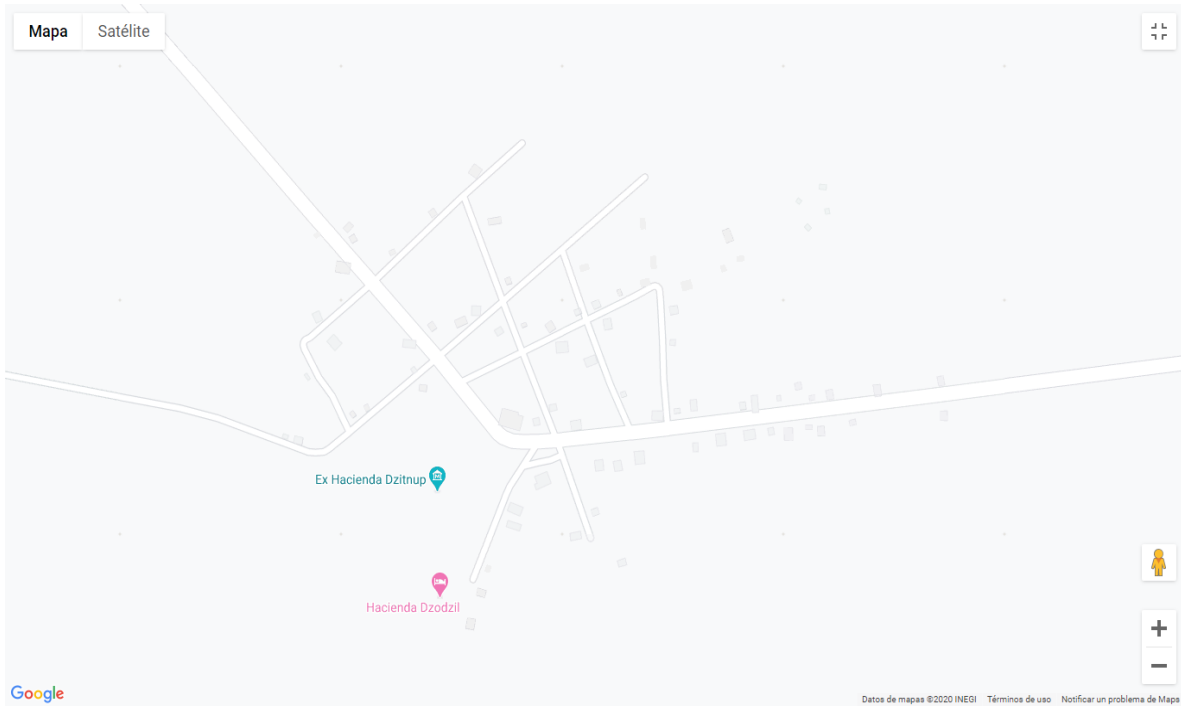 Mapa Satélite
Ex Hacienda Dzitnup
Hacienda Dzodzil
Google
Datos de mapas ©2020 INEGI Términos de uso Notificar un problema de Maps